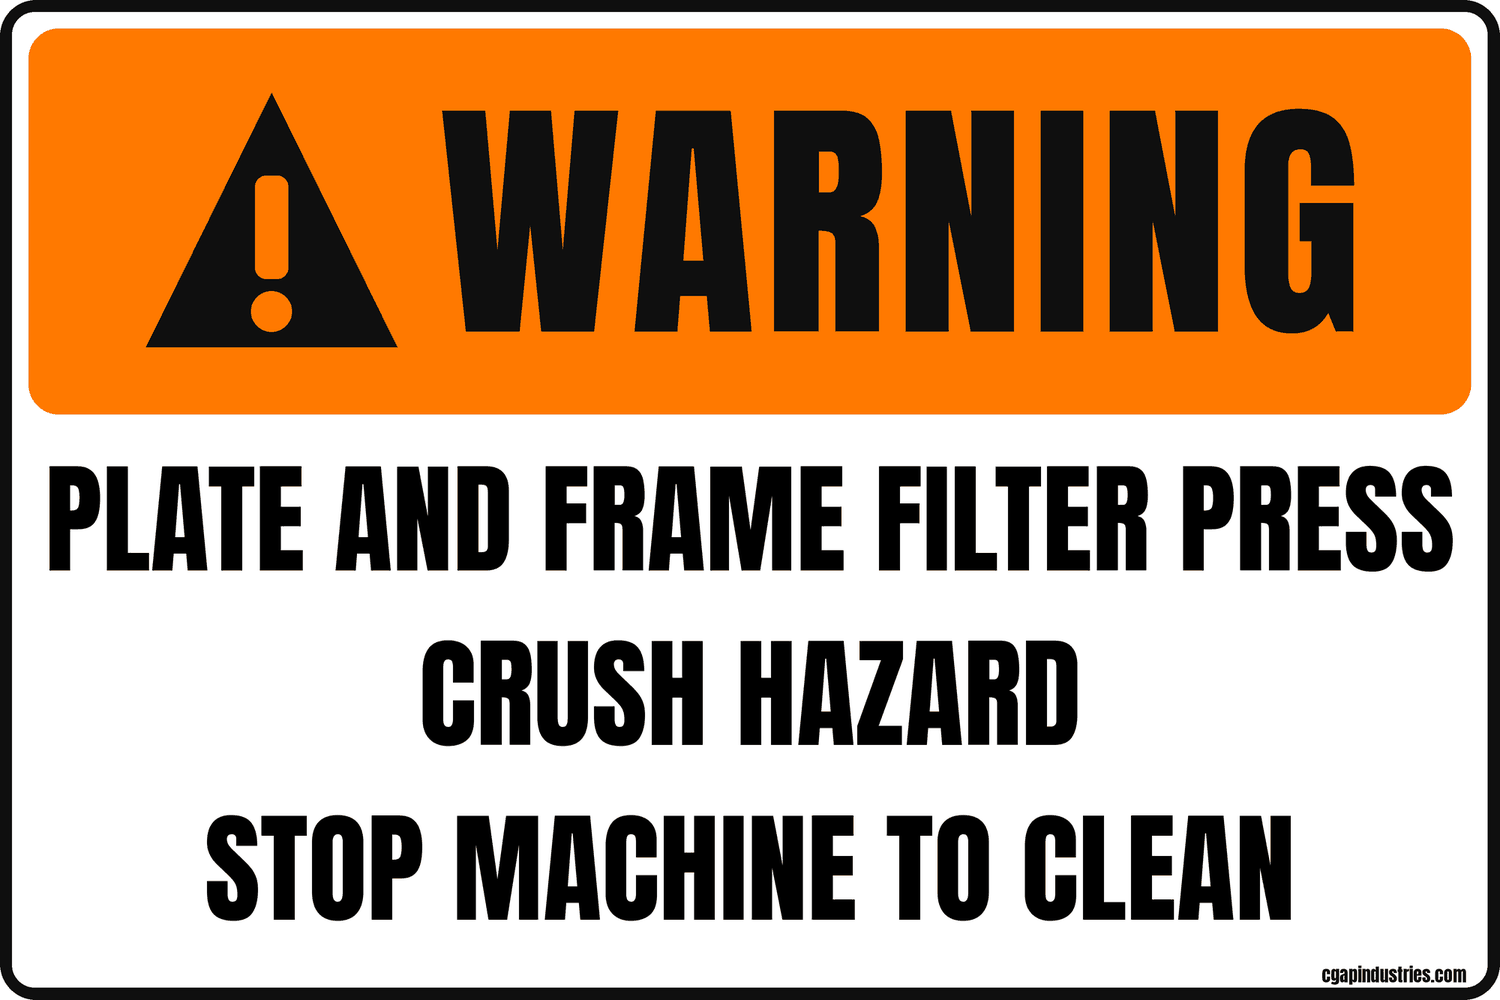 WARNING
PLATE AND FRAME FILTER PRESS
CRUSH HAZARD
STOP MACHINE TO CLEAN
cgapindustries.com